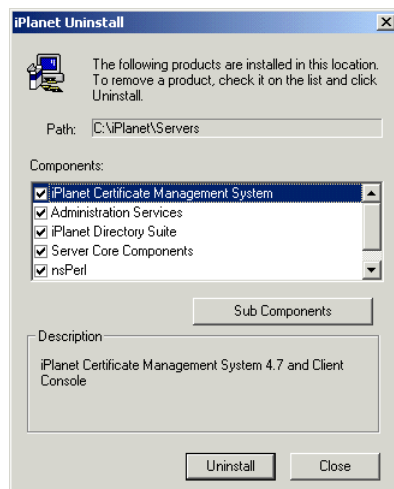 iPlanet Uninstall
The following products are installed in this location.
To remove a product, check it on the list and click
Uninstall.
Path: C:\iPlanet\Servers
Components:
iPlanet Certificate Management System
Administration Services
iPlanet Directory Suite
Server Core Components
nsPerl
Sub Components
Description
iPlanet Certificate Management System 4.7 and Client
Console
Uninstall Close